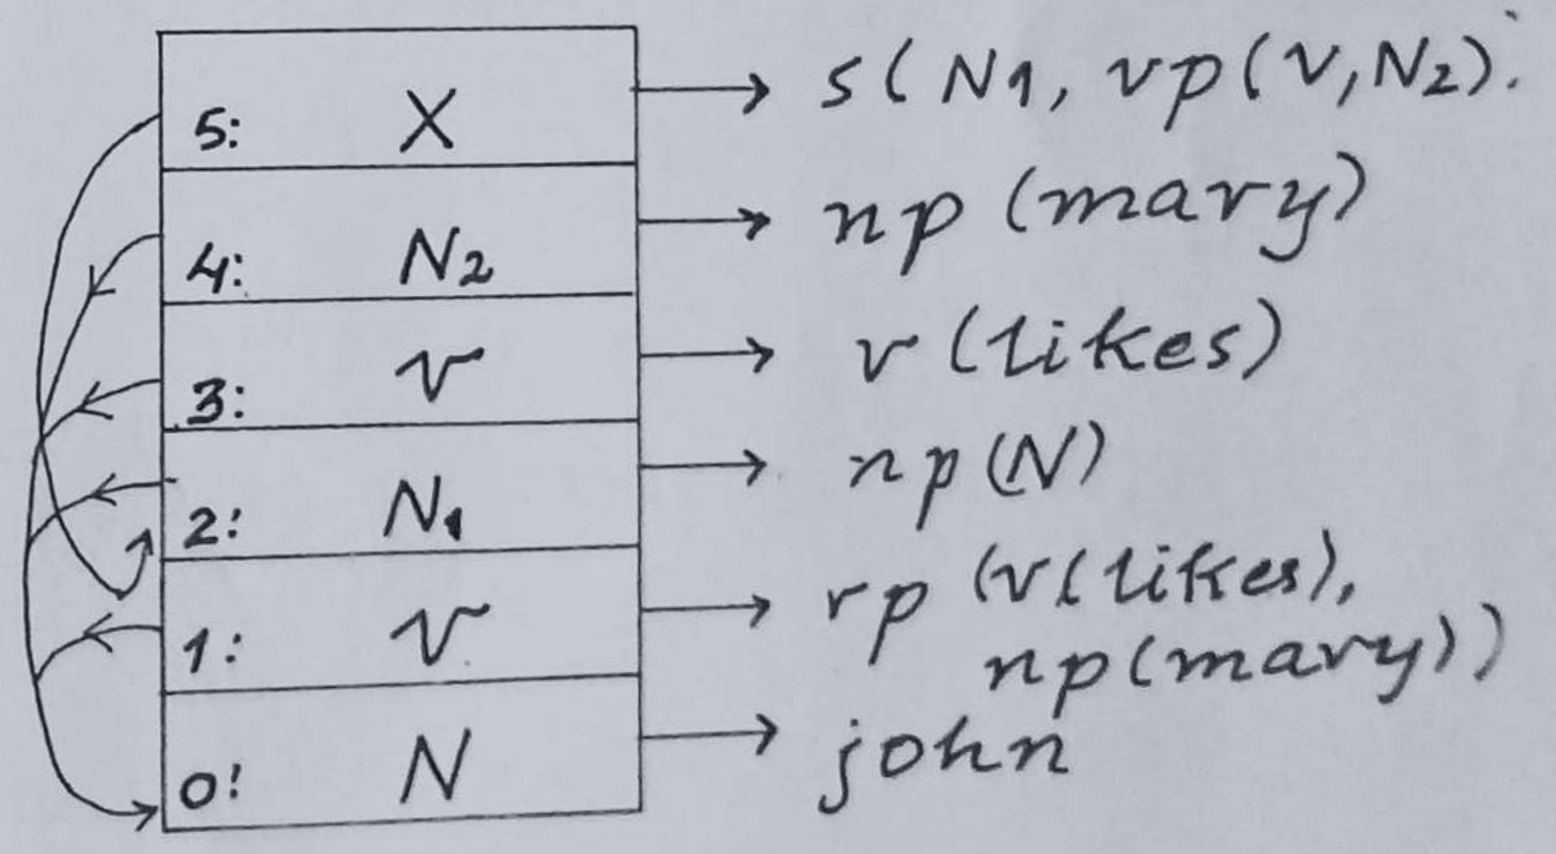 5: X → s(N1, vp(V,N2).
4: N2 → np (mary)
3: V → v (likes)
2: N1 → np (N)
1: V → rp (v(likes),
np(mary))
0: N → john